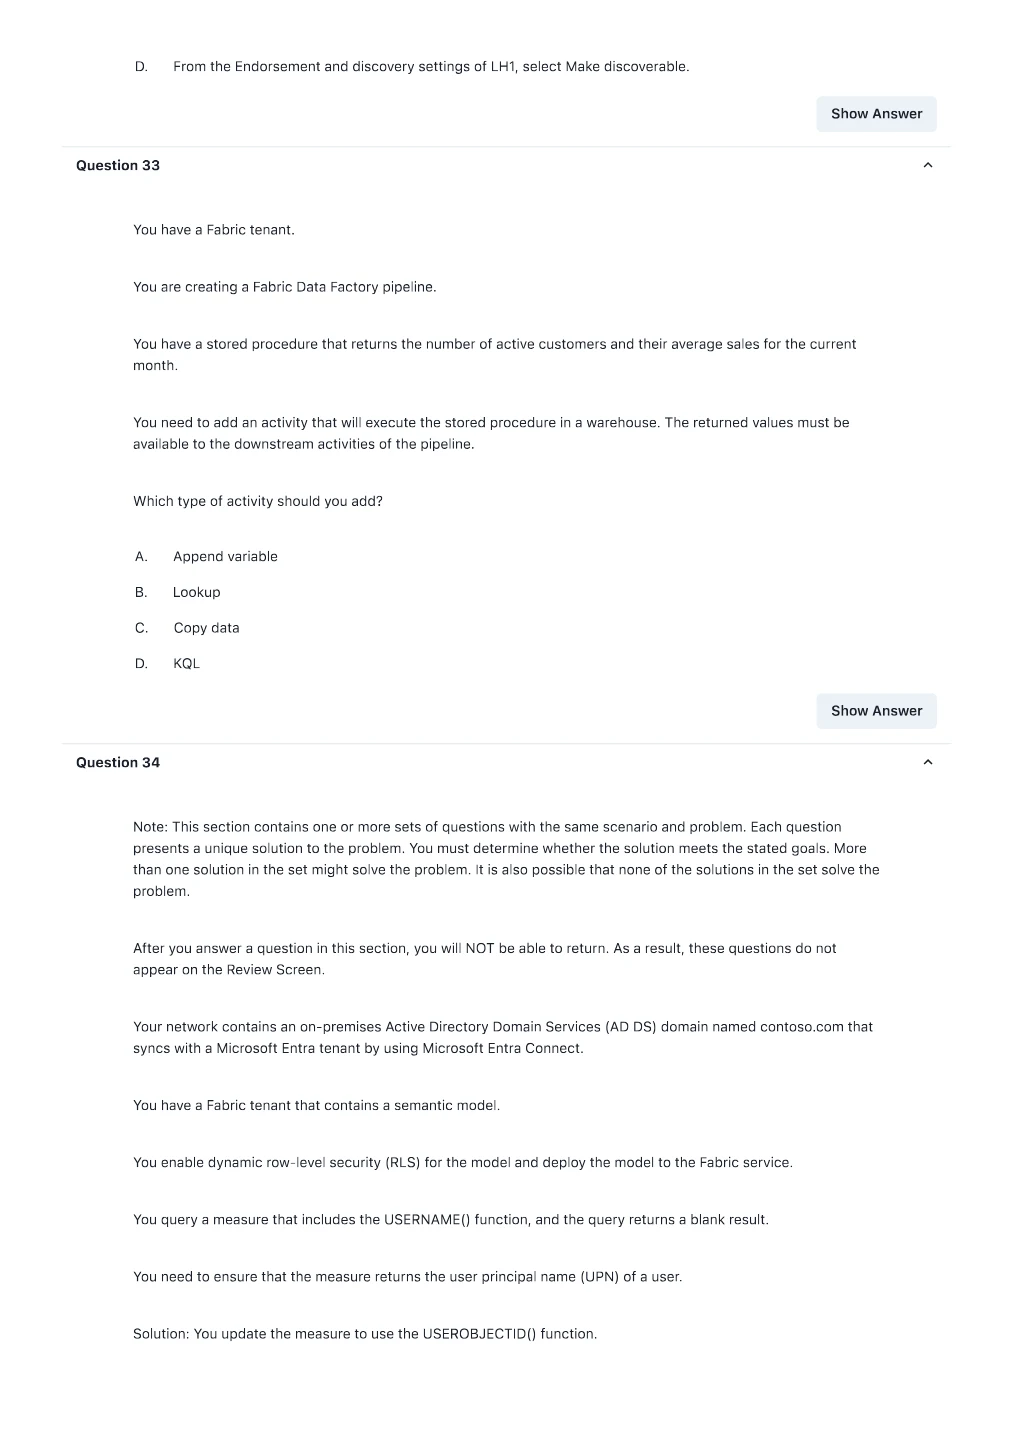 D. From the Endorsement and discovery settings of LH1, select Make discoverable.
Show Answer
Question 33
You have a Fabric tenant.
You are creating a Fabric Data Factory pipeline.
You have a stored procedure that returns the number of active customers and their average sales for the current
month.
You need to add an activity that will execute the stored procedure in a warehouse. The returned values must be
available to the downstream activities of the pipeline.
Which type of activity should you add?
A. Append variable
B. Lookup
C. Copy data
D. KQL
Show Answer
Question 34
Note: This section contains one or more sets of questions with the same scenario and problem. Each question
presents a unique solution to the problem. You must determine whether the solution meets the stated goals. More
than one solution in the set might solve the problem. It is also possible that none of the solutions in the set solve the
problem.
After you answer a question in this section, you will NOT be able to return. As a result, these questions do not
appear on the Review Screen.
Your network contains an on-premises Active Directory Domain Services (AD DS) domain named contoso.com that
syncs with a Microsoft Entra tenant by using Microsoft Entra Connect.
You have a Fabric tenant that contains a semantic model.
You enable dynamic row-level security (RLS) for the model and deploy the model to the Fabric service.
You query a measure that includes the USERNAME() function, and the query returns a blank result.
You need to ensure that the measure returns the user principal name (UPN) of a user.
Solution: You update the measure to use the USEROBJECTID() function.